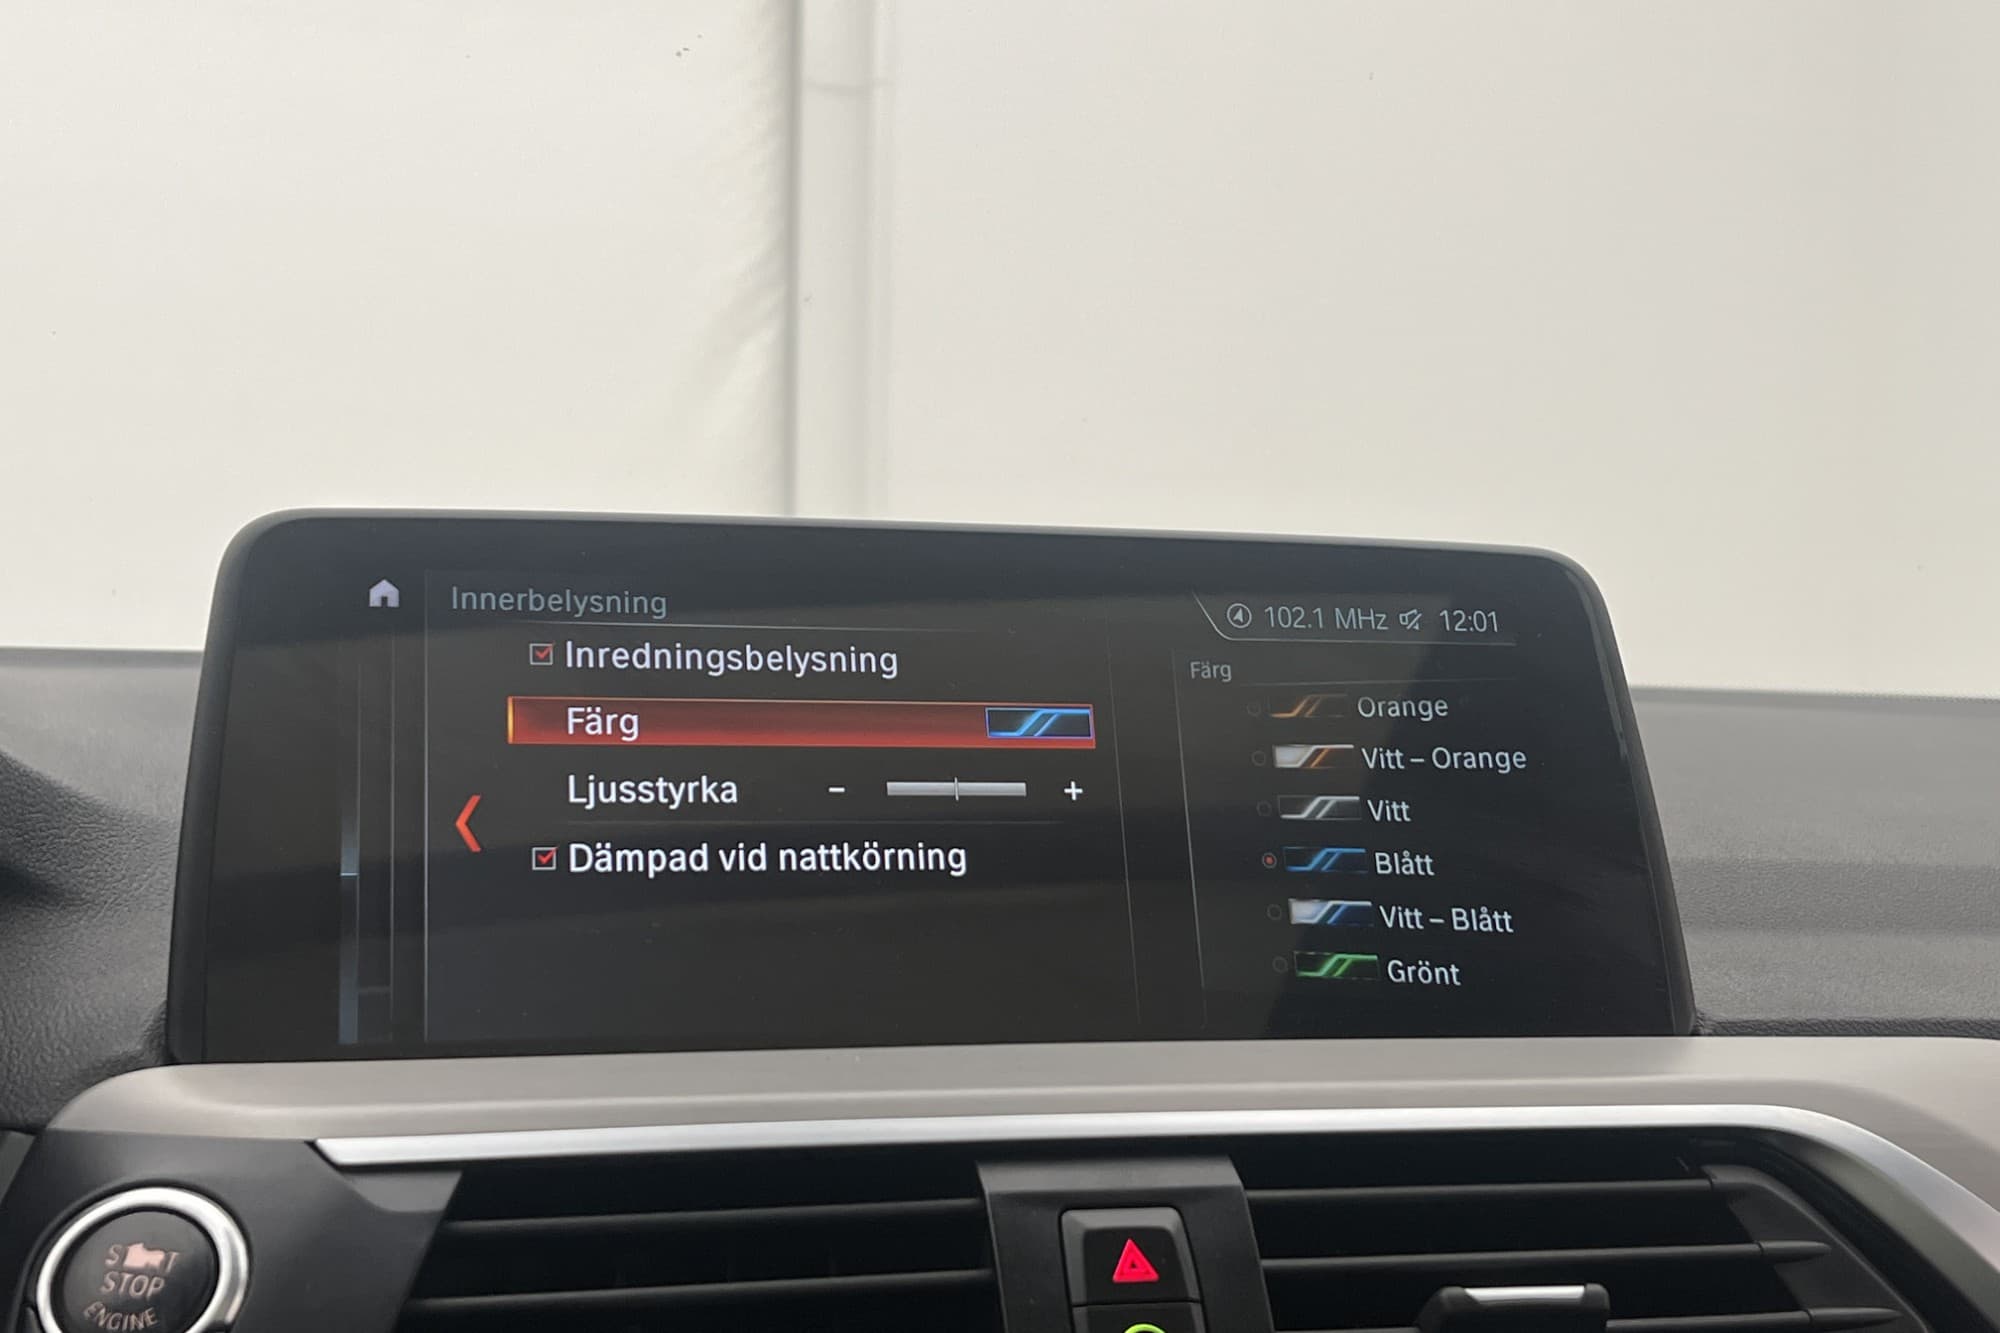 Innerbelysning
102.1 MHz 12:01
Inredningsbelysning
Färg
Ljusstyrka - +
Dämpad vid nattkörning
Färg
Orange
Vitt – Orange
Vitt
Blått
Vitt – Blått
Grönt
STOP
ENGINE